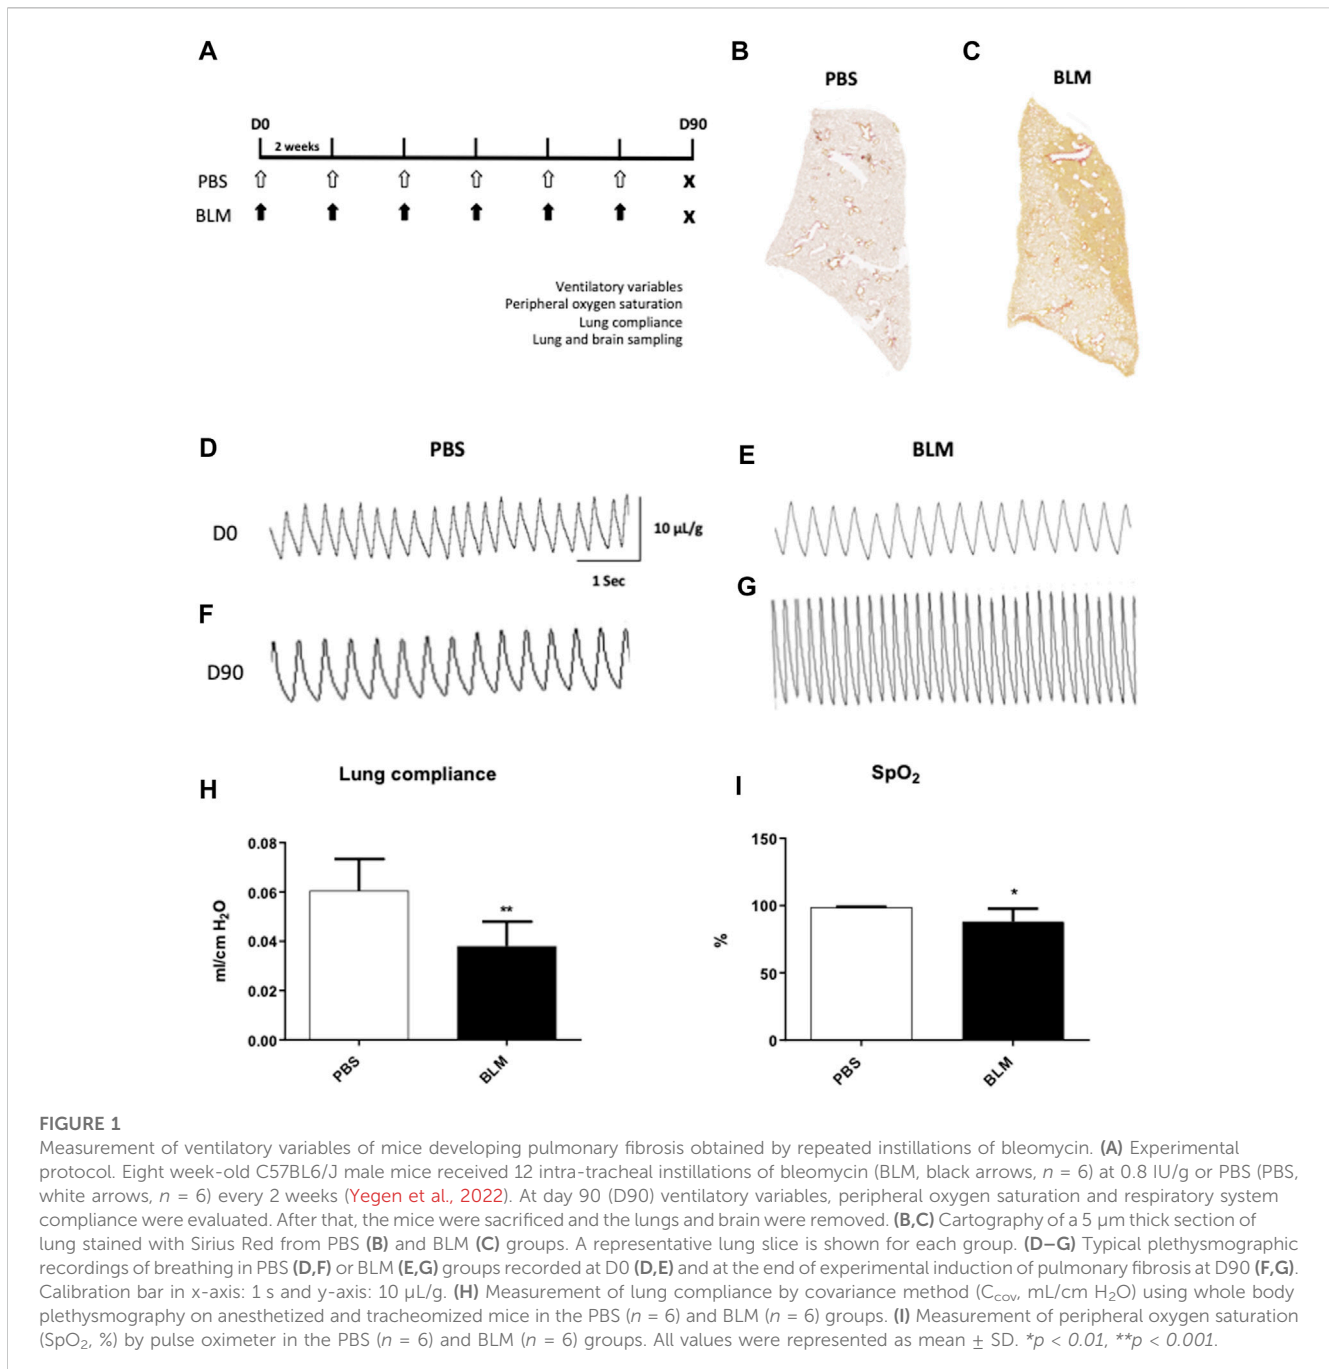 A
D0
D90
2 weeks
PBS
X
BLM
X
Ventilatory variables
Peripheral oxygen saturation
Lung compliance
Lung and brain sampling
B
PBS
C
BLM
D
PBS
D0
10 µL/g
1 Sec
E
BLM
F
D90
G
H
Lung compliance
ml/cm H₂O
0.08
0.06
0.04
0.02
0.00
**
PBS
BLM
I
SpO₂
%
150
100
50
0
*
PBS
BLM
FIGURE 1
Measurement of ventilatory variables of mice developing pulmonary fibrosis obtained by repeated instillations of bleomycin. (A) Experimental
protocol. Eight week-old C57BL6/J male mice received 12 intra-tracheal instillations of bleomycin (BLM, black arrows, n = 6) at 0.8 IU/g or PBS (PBS,
white arrows, n = 6) every 2 weeks (Yegen et al., 2022). At day 90 (D90) ventilatory variables, peripheral oxygen saturation and respiratory system
compliance were evaluated. After that, the mice were sacrificed and the lungs and brain were removed. (B,C) Cartography of a 5 µm thick section of
lung stained with Sirius Red from PBS (B) and BLM (C) groups. A representative lung slice is shown for each group. (D–G) Typical plethysmographic
recordings of breathing in PBS (D,F) or BLM (E,G) groups recorded at D0 (D,E) and at the end of experimental induction of pulmonary fibrosis at D90 (F,G).
Calibration bar in x-axis: 1 s and y-axis: 10 µL/g. (H) Measurement of lung compliance by covariance method (Ccov, mL/cm H₂O) using whole body
plethysmography on anesthetized and tracheomized mice in the PBS (n = 6) and BLM (n = 6) groups. (I) Measurement of peripheral oxygen saturation
(SpO₂, %) by pulse oximeter in the PBS (n = 6) and BLM (n = 6) groups. All values were represented as mean ± SD. *p < 0.01, **p < 0.001.